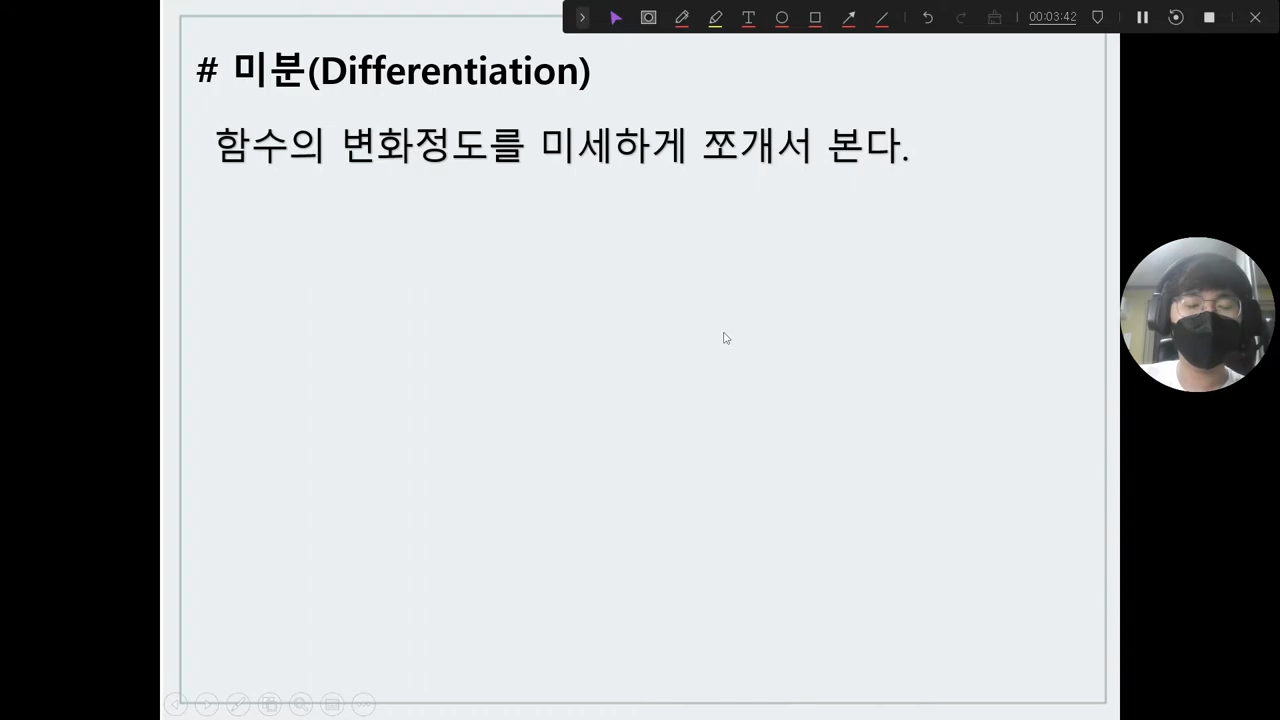 00:03:42
# 미분(Differentiation)
함수의 변화정도를 미세하게 쪼개서 본다.